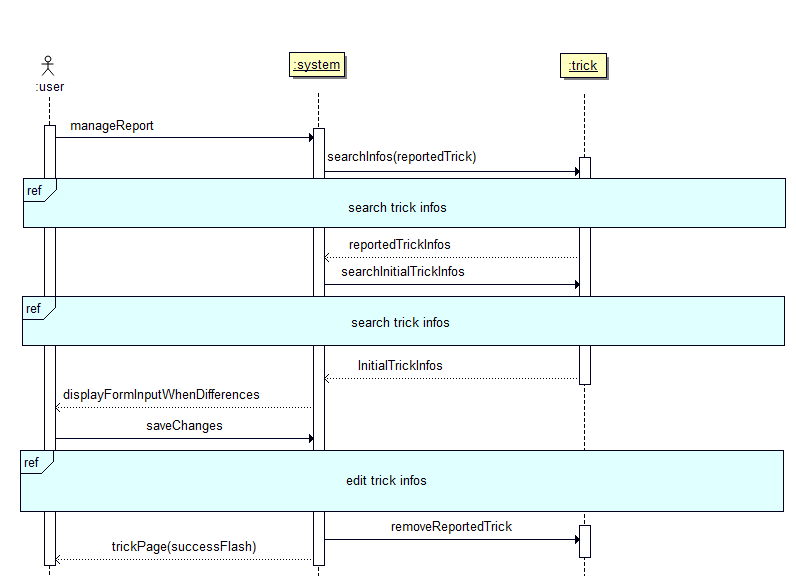 :user
:system
:trick
manageReport
searchInfos(reportedTrick)
ref
search trick infos
reportedTrickInfos
searchInitialTrickInfos
ref
search trick infos
InitialTrickInfos
displayFormInputWhenDifferences
saveChanges
ref
edit trick infos
removeReportedTrick
trickPage(successFlash)